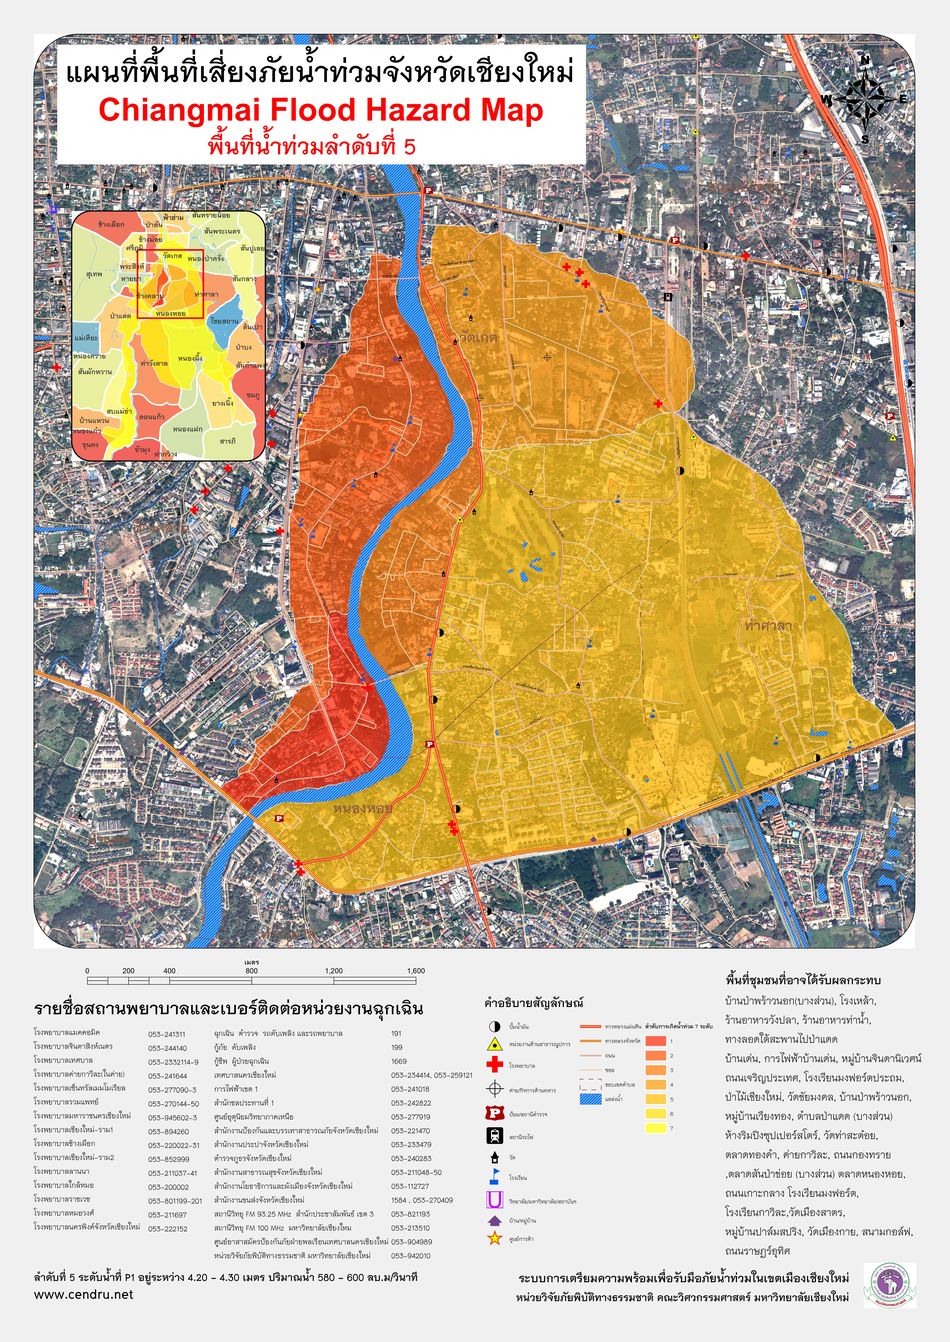 แผนที่พื้นที่เสี่ยงภัยน้ำท่วมจังหวัดเชียงใหม่
Chiangmai Flood Hazard Map
พื้นที่น้ำท่วมลำดับที่ 5
N
W E
S
ช้างเผือก
ป่าตัน
ฟ้าฮ่าม
สันทรายน้อย
สันพระเนตร
ช้างม่อย
ศรีภูมิ
วัดเกต
หนองป่าครั่ง
สันปูเลย
พระสิงห์
สุเทพ
หายยา
สันกลาง
ช้างคลาน
ท่าศาลา
ป่าแดด
หนองหอย
ไชยสถาน
ต้นเปา
แม่เหียะ
ป่าบง
หนองควาย
ท่าวังตาล
หนองผึ้ง
สันผักหวาน
สันกำแพง
ชมภู
ยางเนิ้ง
สบแม่ข่า
ดอนแก้ว
บ้านแหวน
หนองแก๋ว
หนองแฝก
ขุนคง
ขัวมุง
ท่ากว้าง
สารภี
วัดเกต
ท่าศาลา
หนองหอย
เมตร
0 200 400 800 1,200 1,600
รายชื่อสถานพยาบาลและเบอร์ติดต่อหน่วยงานฉุกเฉิน
โรงพยาบาลแมคคอมิค 053-241311 ฉุกเฉิน ตำรวจ รถดับเพลิง และรถพยาบาล 191
โรงพยาบาลจินดาสิงห์เนตร 053-244140 กู้ภัย ดับเพลิง 199
โรงพยาบาลเทศบาล 053-2332114-9 กู้ชีพ ผู้ป่วยฉุกเฉิน 1669
โรงพยาบาลค่ายกาวิละ(ในค่าย) 053-241644 เทศบาลนครเชียงใหม่ 053-234414, 053-259121
โรงพยาบาลเซ็นทรัลเมมโมเรียล 053-277090-3 การไฟฟ้าเขต 1 053-241018
โรงพยาบาลรวมแพทย์ 053-270144-50 สำนักชลประทานที่ 1 053-242822
โรงพยาบาลมหาราชนครเชียงใหม่ 053-945602-3 ศูนย์อุตุนิยมวิทยาภาคเหนือ 053-277919
โรงพยาบาลเชียงใหม่-ราม1 053-894260 สำนักงานป้องกันและบรรเทาสาธารณภัยจังหวัดเชียงใหม่ 053-221470
โรงพยาบาลช้างเผือก 053-220022-31 สำนักงานประปาจังหวัดเชียงใหม่ 053-233479
โรงพยาบาลเชียงใหม่-ราม2 053-852999 ตำรวจภูธรจังหวัดเชียงใหม่ 053-240283
โรงพยาบาลลานนา 053-211037-41 สำนักงานสาธารณสุขจังหวัดเชียงใหม่ 053-211048-50
โรงพยาบาลใกล้หมอ 053-200002 สำนักงานโยธาธิการและผังเมืองจังหวัดเชียงใหม่ 053-112727
โรงพยาบาลราชเวช 053-801199-201 สำนักงานขนส่งจังหวัดเชียงใหม่ 1584 , 053-270409
โรงพยาบาลหมอวงศ์ 053-211697 สถานีวิทยุ FM 93.25 MHz สำนักประชาสัมพันธ์ เขต 3 053-821193
โรงพยาบาลนครพิงค์จังหวัดเชียงใหม่ 053-222152 สถานีวิทยุ FM 100 MHz มหาวิทยาลัยเชียงใหม่ 053-213510
ศูนย์อาสาสมัครป้องกันภัยฝ่ายพลเรือนเทศบาลนครเชียงใหม่ 053-904989
หน่วยวิจัยภัยพิบัติทางธรรมชาติ มหาวิทยาลัยเชียงใหม่ 053-942010
คำอธิบายสัญลักษณ์
ปั้มน้ำมัน
หน่วยงานด้านสาธารณูปการ
โรงพยาบาล
ค่ายกิจการด้านทหาร
ป้อม/สถานีตำรวจ
สถานีรถไฟ
วัด
โรงเรียน
วิทยาลัย/มหาวิทยาลัย/สถาบันฯ
บ้าน/หมู่บ้าน
ศูนย์การค้า
ทางหลวงแผ่นดิน
ทางหลวงจังหวัด
ถนน
ซอย
ขอบเขตตำบล
แหล่งน้ำ
ลำดับการเกิดน้ำท่วม 7 ระดับ
1
2
3
4
5
6
7
พื้นที่ชุมชนที่อาจได้รับผลกระทบ
บ้านป่าพร้าวนอก(บางส่วน), โรงเหล้า,
ร้านอาหารวังปลา, ร้านอาหารท่าน้ำ,
ทางลอดใต้สะพานไปป่าแดด
บ้านเด่น, การไฟฟ้าบ้านเด่น, หมู่บ้านจินดานิเวศน์
ถนนเจริญประเทศ, โรงเรียนมงฟอร์ตประถม,
ป่าไม้เชียงใหม่, วัดชัยมงคล, บ้านป่าพร้าวนอก,
หมู่บ้านเวียงทอง, ตำบลป่าแดด (บางส่วน)
ห้างริมปิงซุปเปอร์สโตร์, วัดท่าสะต๋อย,
ตลาดทองคำ, ค่ายกาวิละ, ถนนกองทราย
,ตลาดสันป่าข่อย (บางส่วน) ตลาดหนองหอย,
ถนนเกาะกลาง โรงเรียนมงฟอร์ต,
โรงเรียนกาวิละ,วัดเมืองสาตร,
หมู่บ้านปาล์มสปริง, วัดเมืองกาย, สนามกอล์ฟ,
ถนนราษฎร์อุทิศ
ลำดับที่ 5 ระดับน้ำที่ P1 อยู่ระหว่าง 4.20 - 4.30 เมตร ปริมาณน้ำ 580 - 600 ลบ.ม/วินาที
www.cendru.net
ระบบการเตรียมความพร้อมเพื่อรับมือภัยน้ำท่วมในเขตเมืองเชียงใหม่
หน่วยวิจัยภัยพิบัติทางธรรมชาติ คณะวิศวกรรมศาสตร์ มหาวิทยาลัยเชียงใหม่